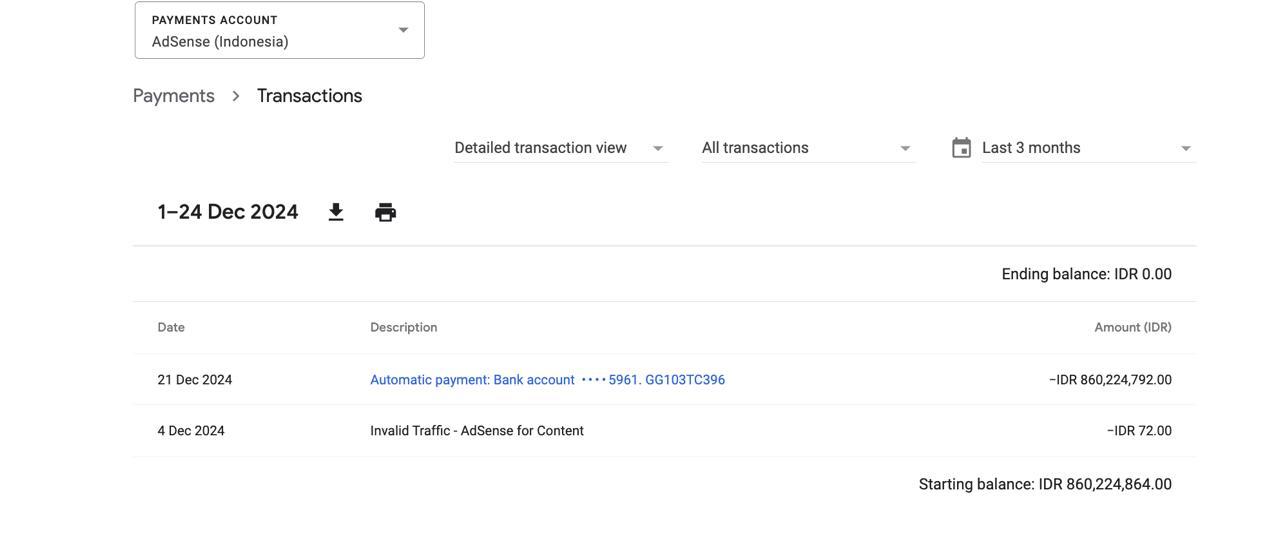 PAYMENTS ACCOUNT
AdSense (Indonesia)
Payments > Transactions
Detailed transaction view All transactions Last 3 months
1–24 Dec 2024
Ending balance: IDR 0.00
Date Description Amount (IDR)
21 Dec 2024 Automatic payment: Bank account ••••5961. GG103TC396 −IDR 860,224,792.00
4 Dec 2024 Invalid Traffic - AdSense for Content −IDR 72.00
Starting balance: IDR 860,224,864.00